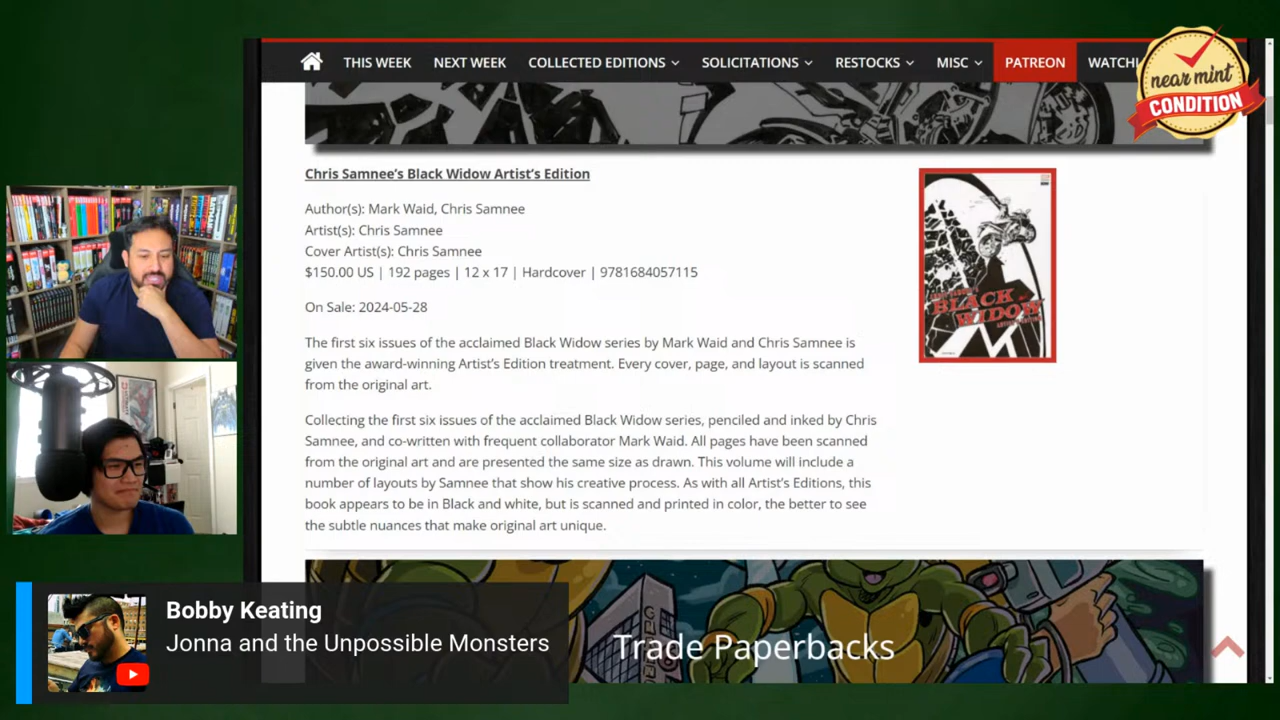 THIS WEEK NEXT WEEK COLLECTED EDITIONS SOLICITATIONS RESTOCKS MISC PATREON WATCHL
near mint
CONDITION
Chris Samnee's Black Widow Artist's Edition
Author(s): Mark Waid, Chris Samnee
Artist(s): Chris Samnee
Cover Artist(s): Chris Samnee
$150.00 US | 192 pages | 12 x 17 | Hardcover | 9781684057115
On Sale: 2024-05-28
The first six issues of the acclaimed Black Widow series by Mark Waid and Chris Samnee is
given the award-winning Artist's Edition treatment. Every cover, page, and layout is scanned
from the original art.
Collecting the first six issues of the acclaimed Black Widow series, penciled and inked by Chris
Samnee, and co-written with frequent collaborator Mark Waid. All pages have been scanned
from the original art and are presented the same size as drawn. This volume will include a
number of layouts by Samnee that show his creative process. As with all Artist's Editions, this
book appears to be in Black and white, but is scanned and printed in color, the better to see
the subtle nuances that make original art unique.
BLACK
WIDOW
Trade Paperbacks
Bobby Keating
Jonna and the Unpossible Monsters